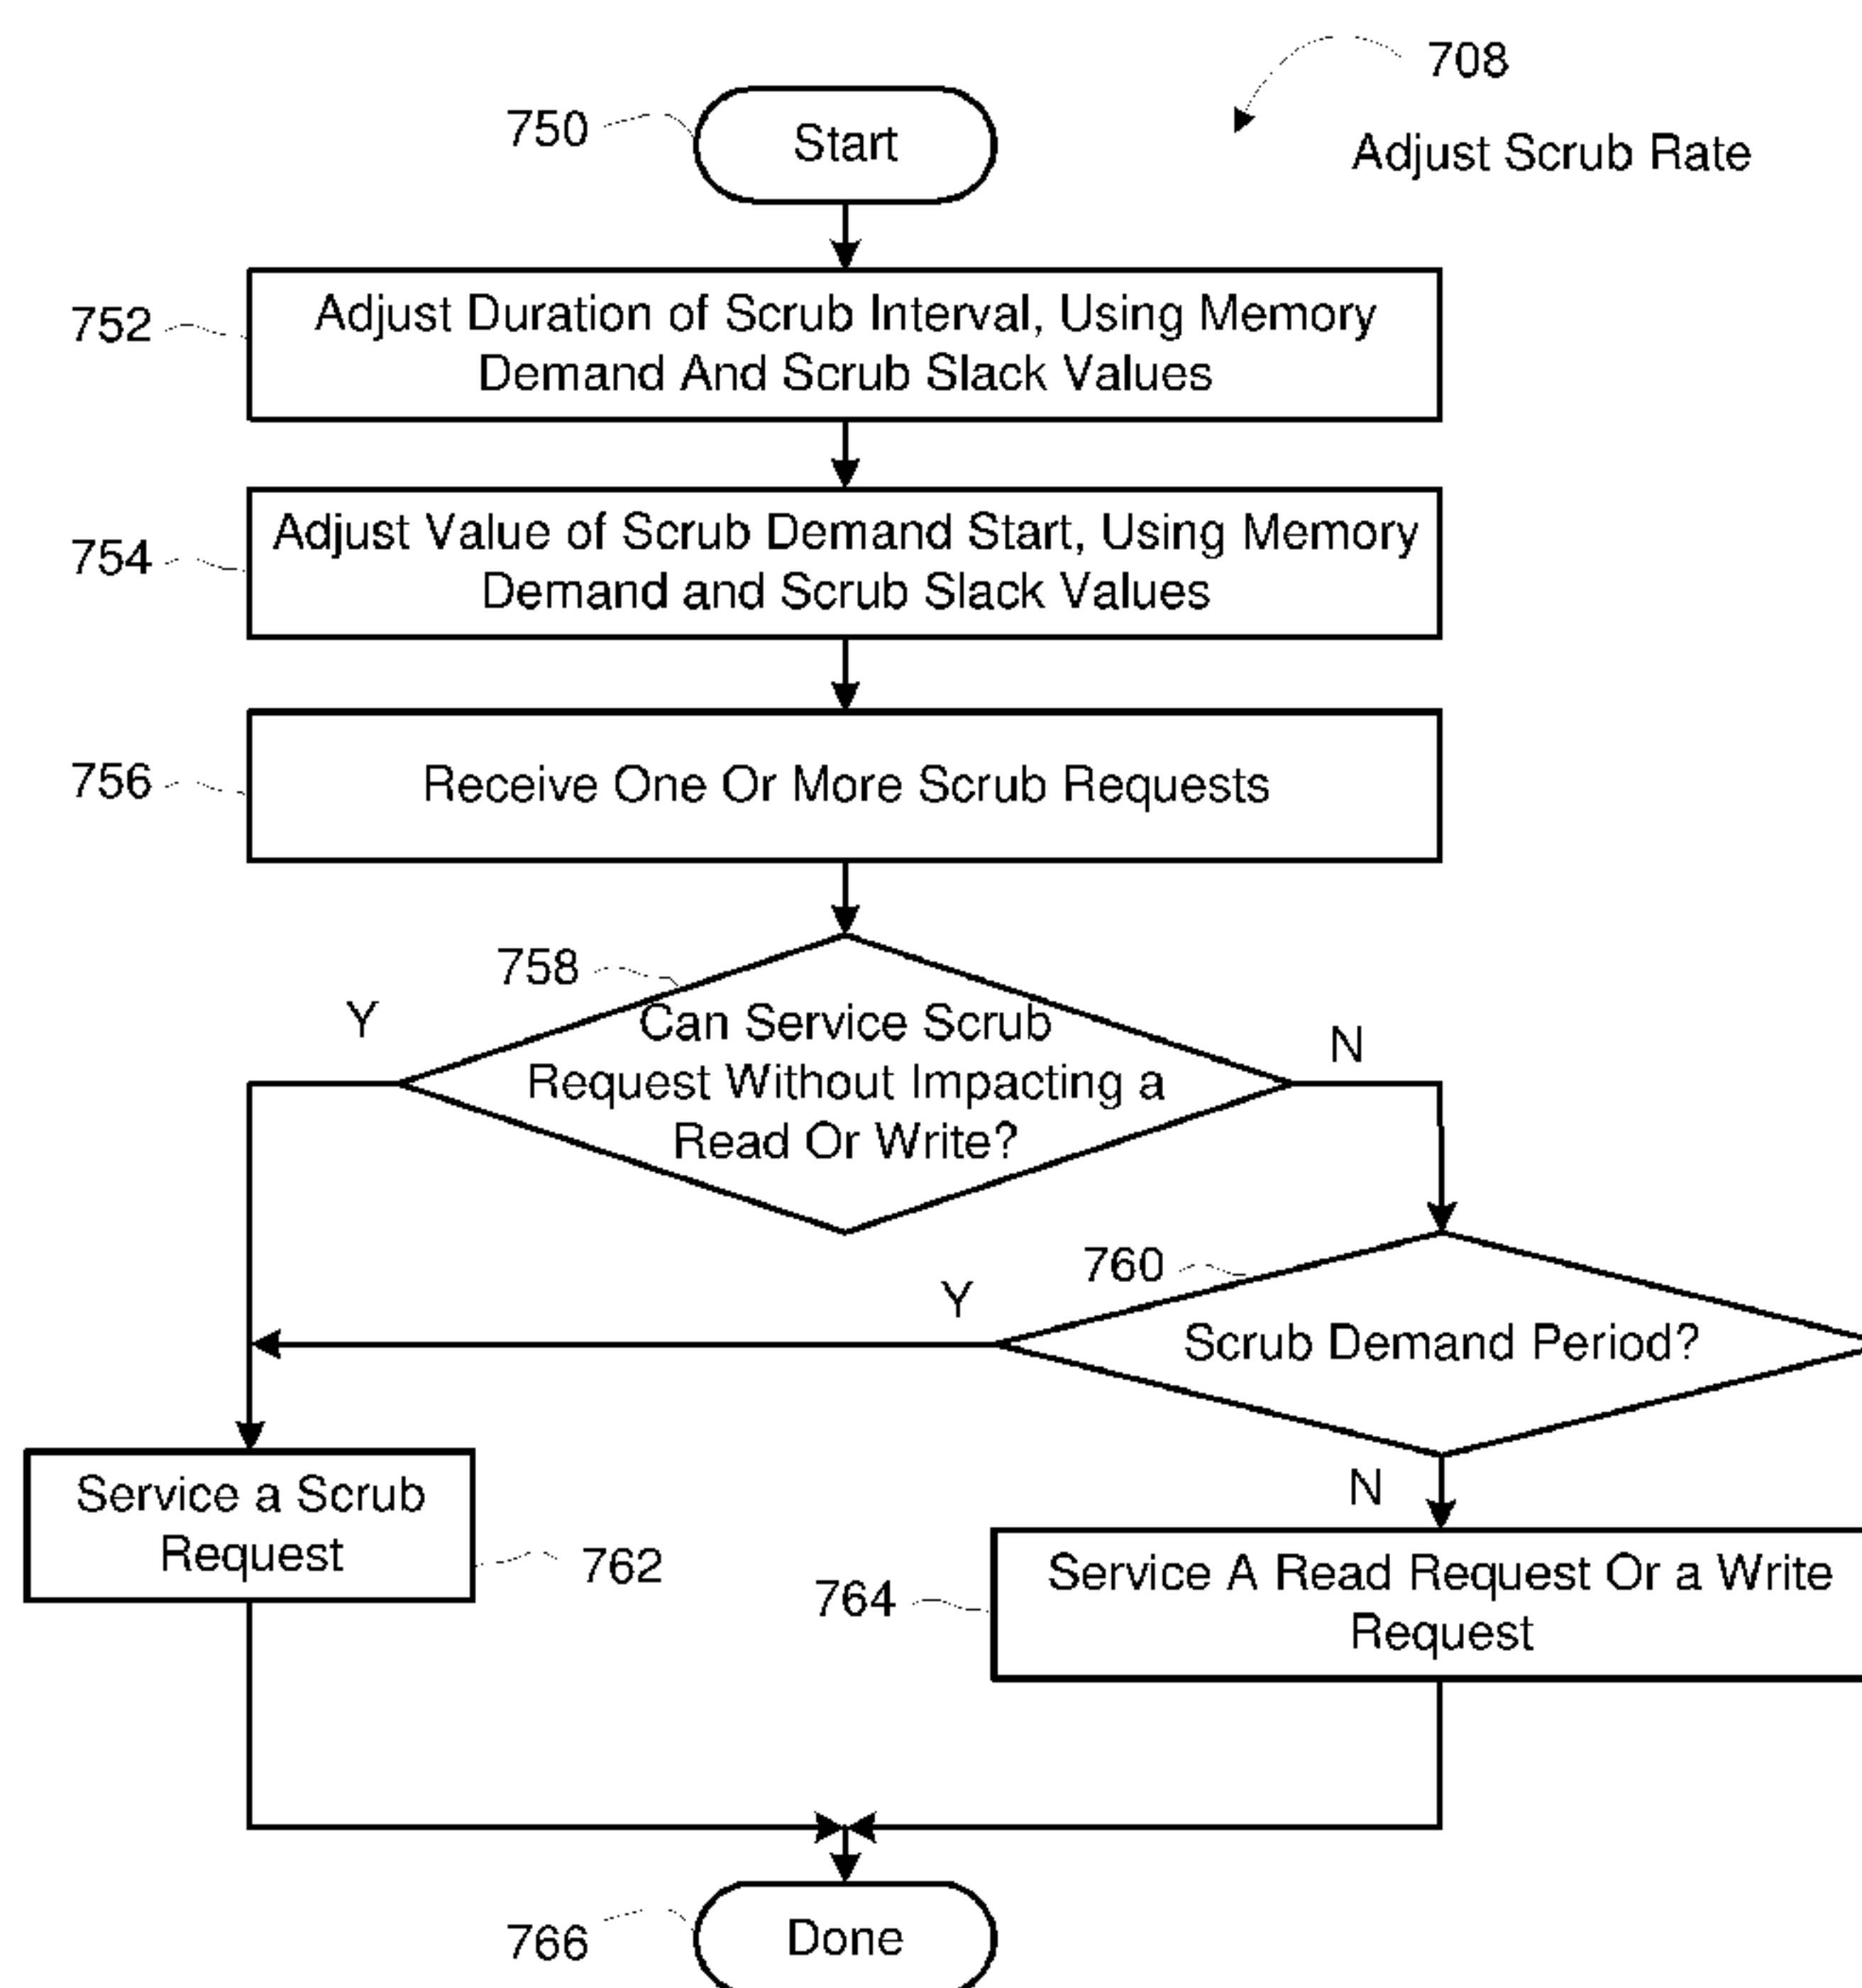 708
Adjust Scrub Rate
750
Start
752
Adjust Duration of Scrub Interval, Using Memory
Demand And Scrub Slack Values
754
Adjust Value of Scrub Demand Start, Using Memory
Demand and Scrub Slack Values
756
Receive One Or More Scrub Requests
758
Y
Can Service Scrub
Request Without Impacting a
Read Or Write?
N
760
Y
Scrub Demand Period?
N
Service a Scrub
Request
762
764
Service A Read Request Or a Write
Request
766
Done